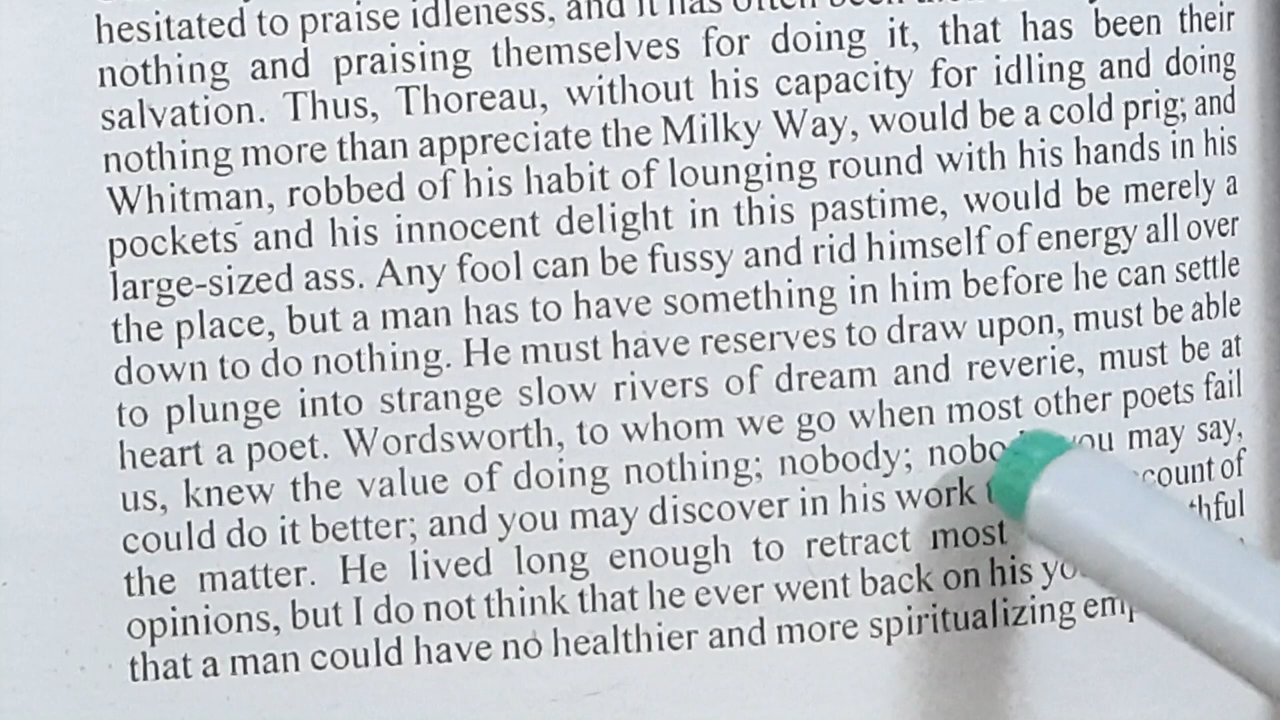 hesitated to praise idleness, and it has often been
nothing and praising themselves for doing it, that has been their
salvation. Thus, Thoreau, without his capacity for idling and doing
nothing more than appreciate the Milky Way, would be a cold prig; and
Whitman, robbed of his habit of lounging round with his hands in his
pockets and his innocent delight in this pastime, would be merely a
large-sized ass. Any fool can be fussy and rid himself of energy all over
the place, but a man has to have something in him before he can settle
down to do nothing. He must have reserves to draw upon, must be able
to plunge into strange slow rivers of dream and reverie, must be at
heart a poet. Wordsworth, to whom we go when most other poets fail
us, knew the value of doing nothing; nobody; may say,
could do it better; and you may discover in his work of
the matter. He lived long enough to retract most
opinions, but I do not think that he ever went back on his
that a man could have no healthier and more spiritualizing